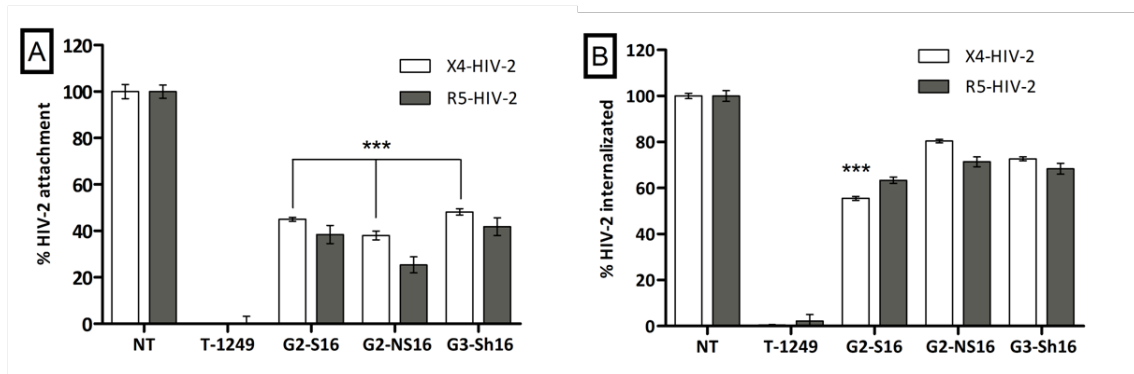 A
% HIV-2 attachment
120
100
80
60
40
20
0
X4-HIV-2
R5-HIV-2
***
NT T-1249 G2-S16 G2-NS16 G3-Sh16
B
% HIV-2 internalizated
120
100
80
60
40
20
0
X4-HIV-2
R5-HIV-2
***
NT T-1249 G2-S16 G2-NS16 G3-Sh16